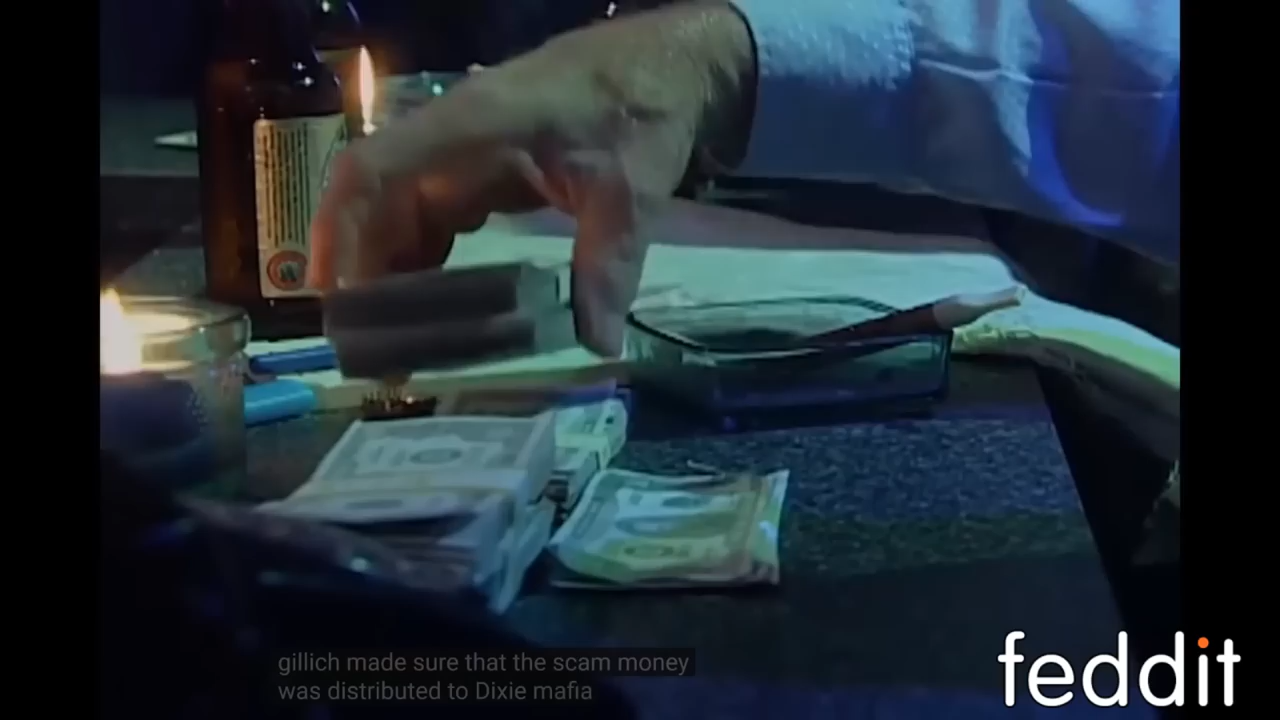 gillich made sure that the scam money
was distributed to Dixie mafia
feddit